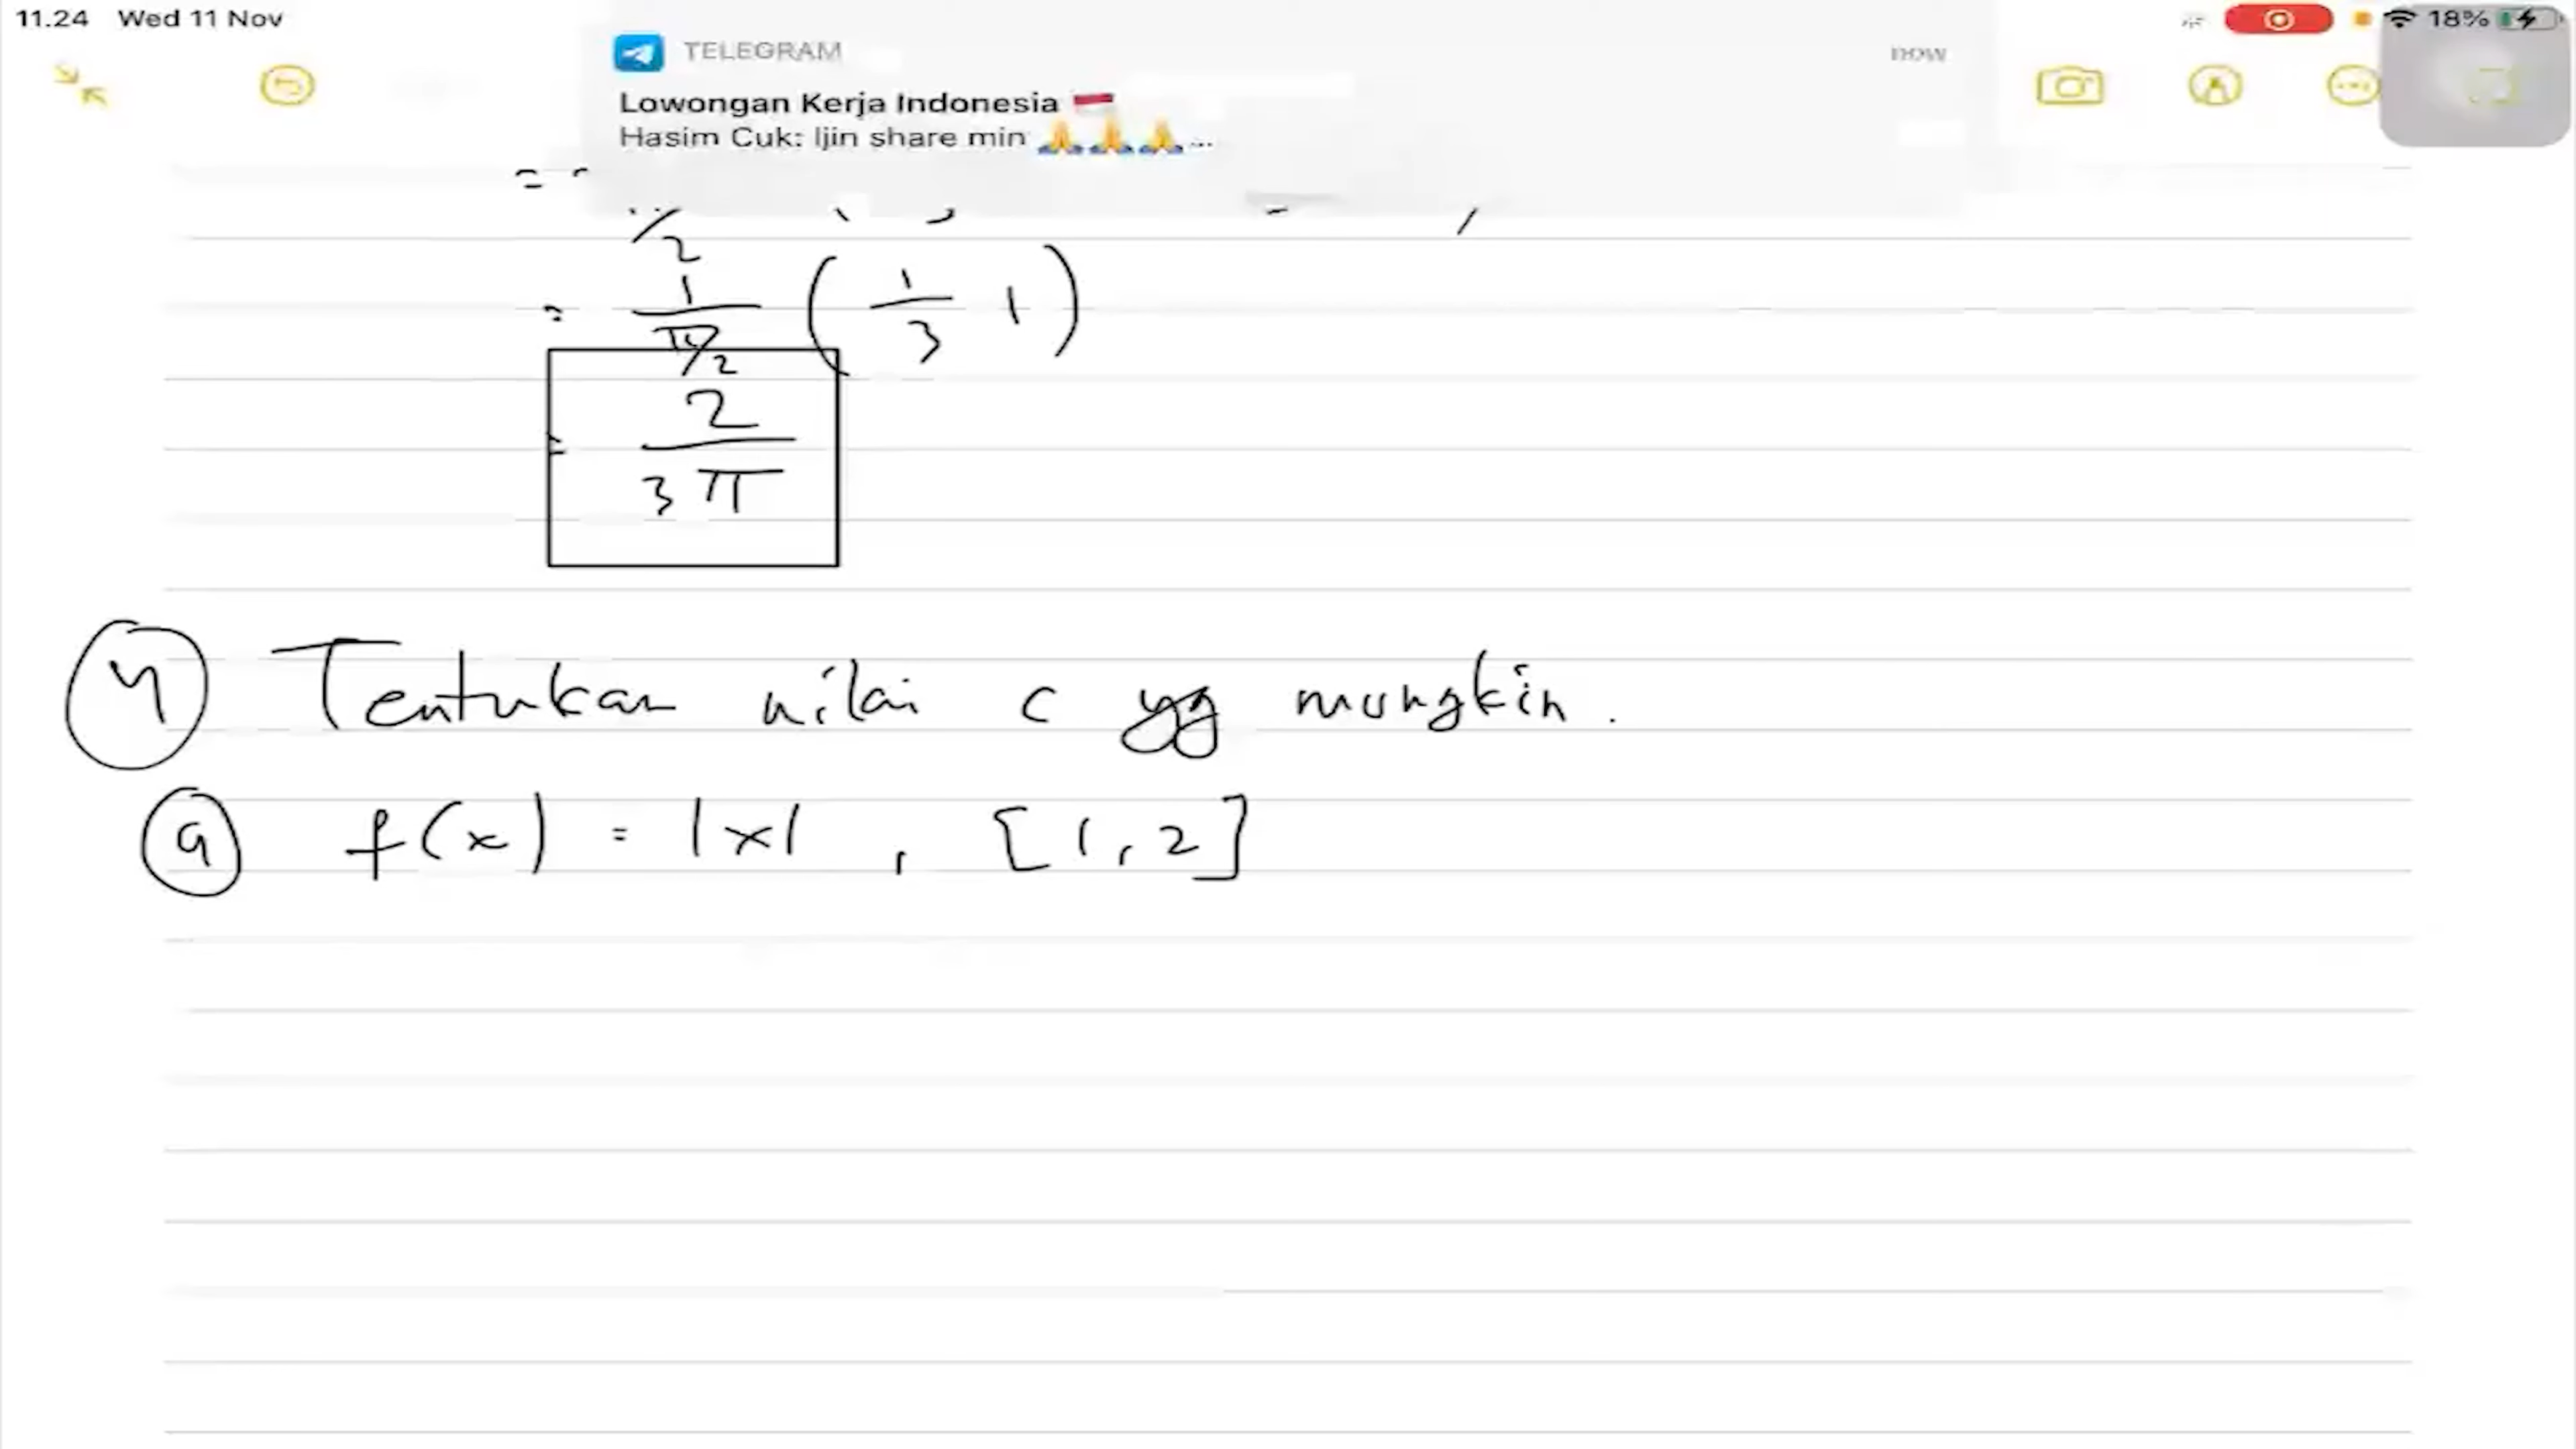 11.24 Wed 11 Nov
18%
TELEGRAM
now
Lowongan Kerja Indonesia 🇮🇩
Hasim Cuk: Ijin share min 🙏🙏🙏...
= 1/(π/2) (1/3 · 1)
= 2/(3π)
4 Tentukan nilai c yg mungkin.
a f(x) = |x| , [1, 2]